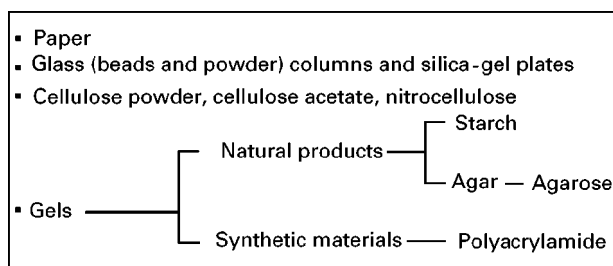 ▪ Paper
▪ Glass (beads and powder) columns and silica-gel plates
▪ Cellulose powder, cellulose acetate, nitrocellulose
Starch
Natural products
Agar — Agarose
▪ Gels
Synthetic materials — Polyacrylamide